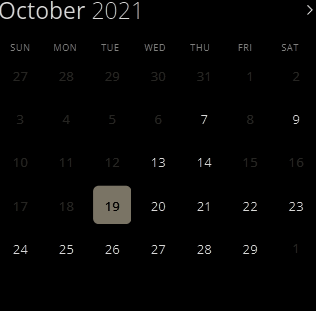 October 2021
SUN MON TUE WED THU FRI SAT
27 28 29 30 31 1 2
3 4 5 6 7 8 9
10 11 12 13 14 15 16
17 18 19 20 21 22 23
24 25 26 27 28 29 1